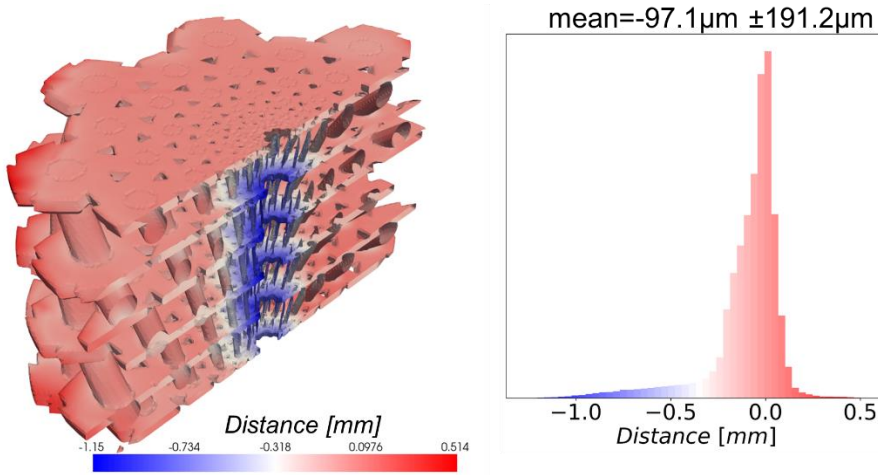 mean=-97.1µm ±191.2µm
Distance [mm]
-1.15 -0.734 -0.318 0.0976 0.514
-1.0 -0.5 0.0 0.5
Distance [mm]